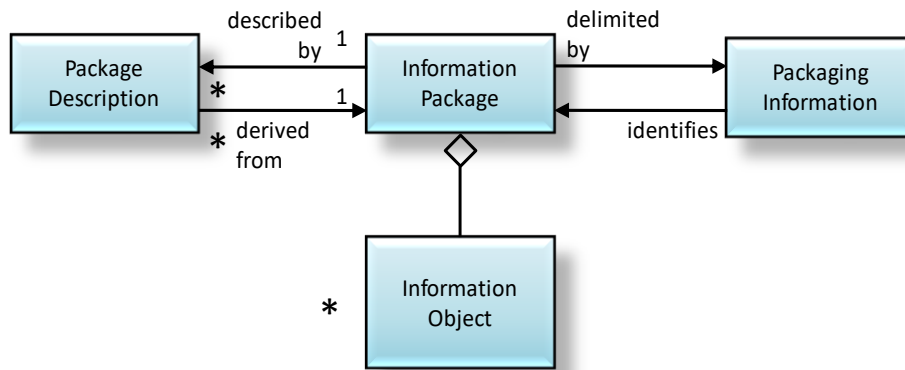 described
by
1
delimited
by
Package
Description
Information
Package
Packaging
Information
*
1
* derived
from
identifies
*
Information
Object